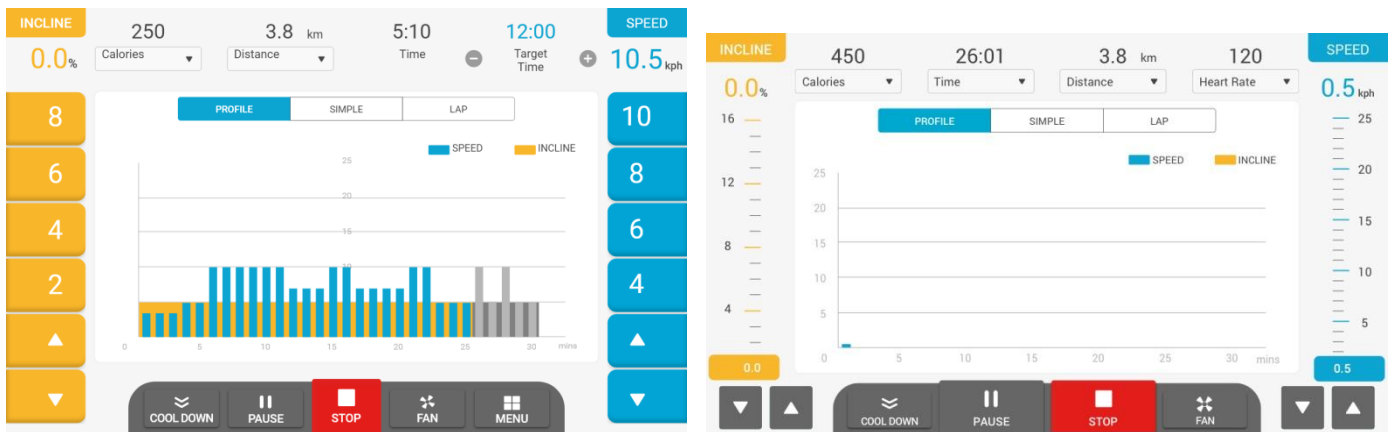 INCLINE
0.0%
250
Calories
3.8 km
Distance
5:10
Time
12:00
Target
Time
SPEED
10.5 kph
8
6
4
2
PROFILE SIMPLE LAP
SPEED INCLINE
25
20
15
10
0 5 10 15 20 25 30 mins
10
8
6
4
COOL DOWN PAUSE STOP FAN MENU
INCLINE
0.0%
450
Calories
26:01
Time
3.8 km
Distance
120
Heart Rate
SPEED
0.5 kph
16
12
8
4
0.0
PROFILE SIMPLE LAP
SPEED INCLINE
25
20
15
10
5
0 5 10 15 20 25 30 mins
25
20
15
10
5
0.5
COOL DOWN PAUSE STOP FAN